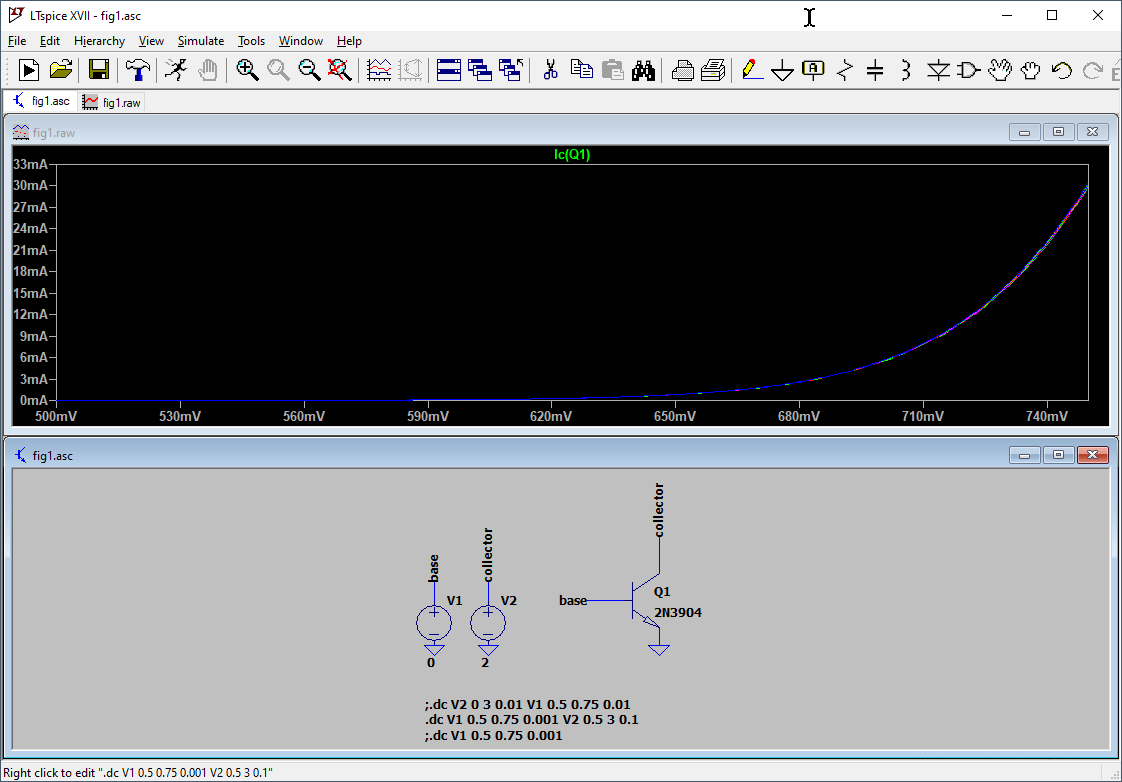 LTspice XVII - fig1.asc
File Edit Hierarchy View Simulate Tools Window Help
fig1.asc fig1.raw
fig1.raw
Ic(Q1)
33mA
30mA
27mA
24mA
21mA
18mA
15mA
12mA
9mA
6mA
3mA
0mA
500mV 530mV 560mV 590mV 620mV 650mV 680mV 710mV 740mV
fig1.asc
base
V1
0
collector
V2
2
collector
base
Q1
2N3904
;.dc V2 0 3 0.01 V1 0.5 0.75 0.01
.dc V1 0.5 0.75 0.001 V2 0.5 3 0.1
;.dc V1 0.5 0.75 0.001
Right click to edit ".dc V1 0.5 0.75 0.001 V2 0.5 3 0.1"